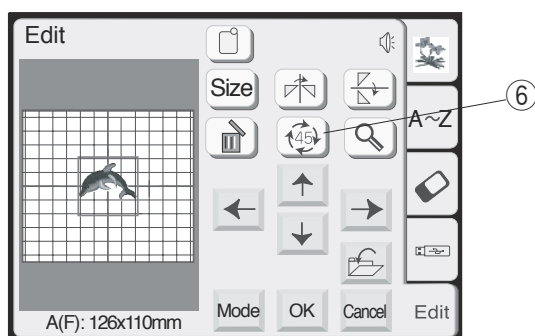 Edit
Size
⑥
A~Z
45
Mode
OK
Cancel
Edit
A(F): 126x110mm